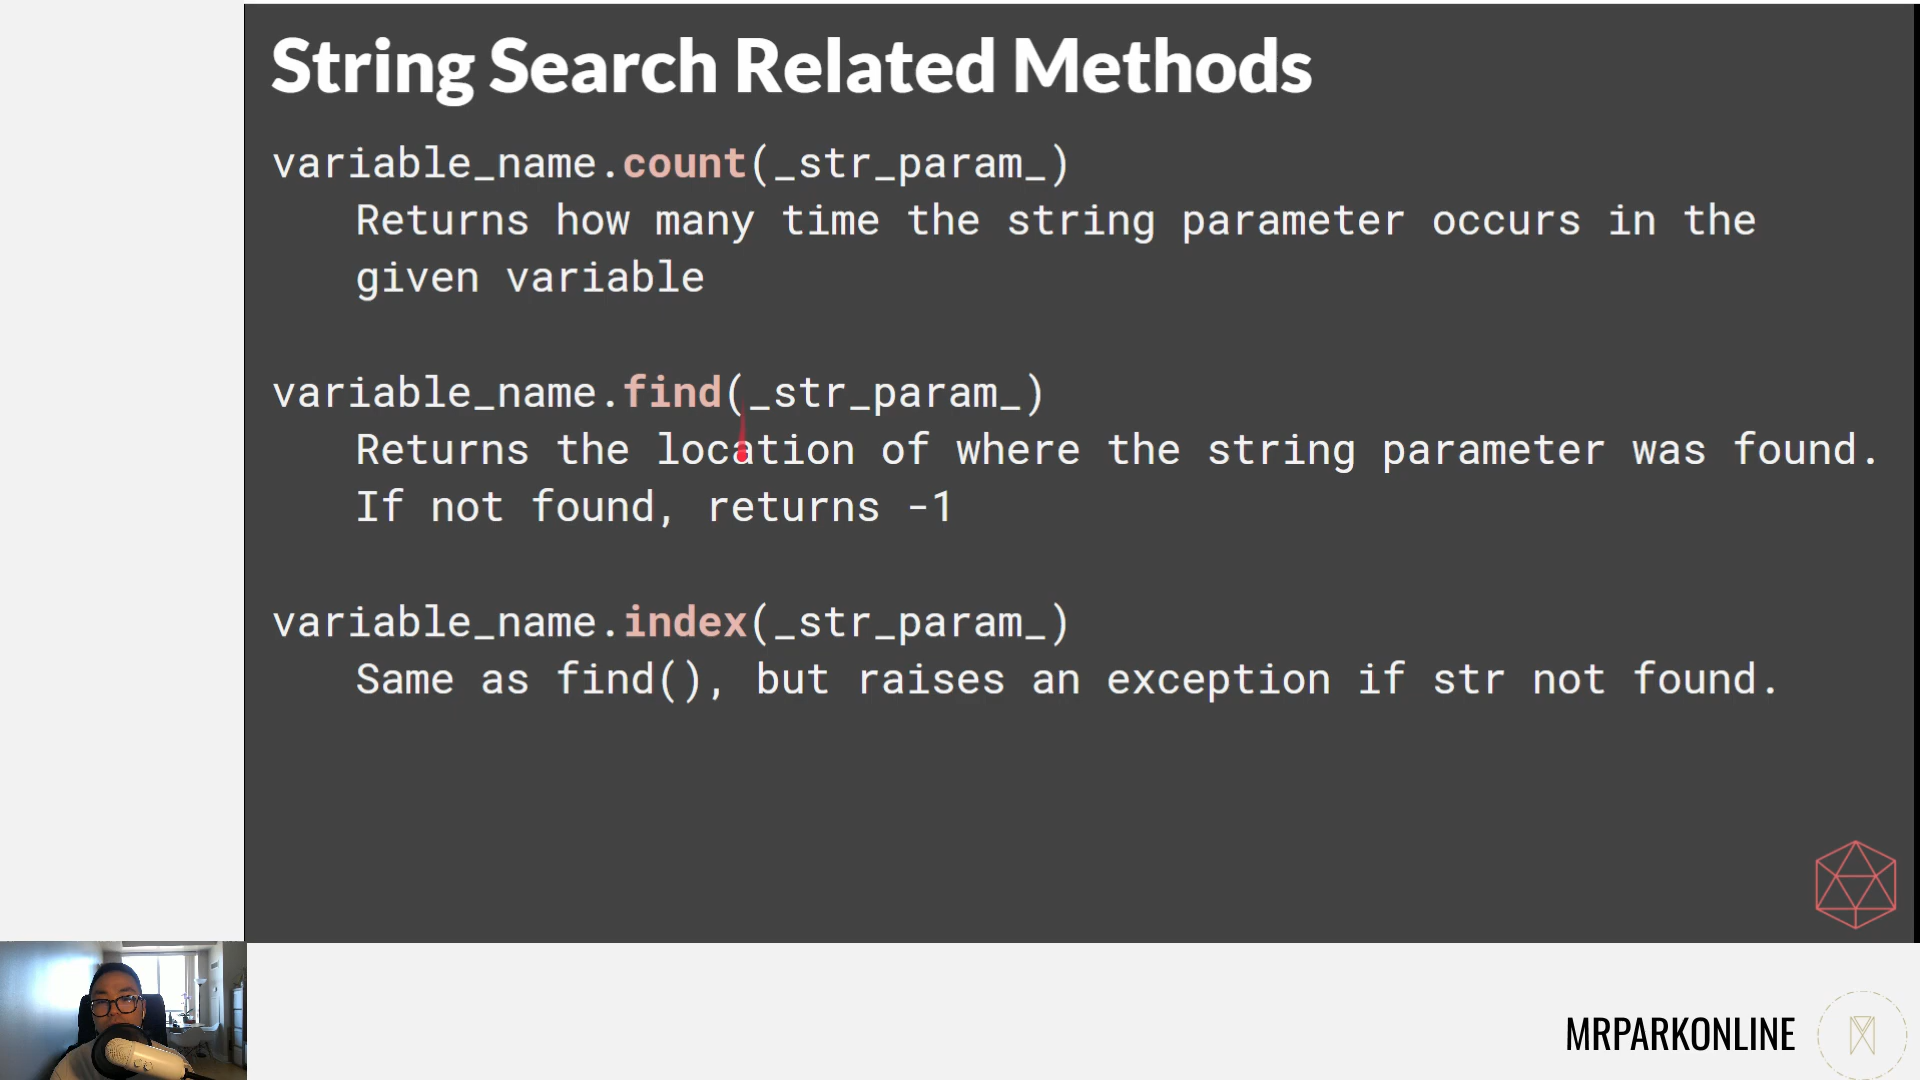 String Search Related Methods
variable_name.count(_str_param_)
Returns how many time the string parameter occurs in the
given variable
variable_name.find(_str_param_)
Returns the location of where the string parameter was found.
If not found, returns -1
variable_name.index(_str_param_)
Same as find(), but raises an exception if str not found.
MRPARKONLINE